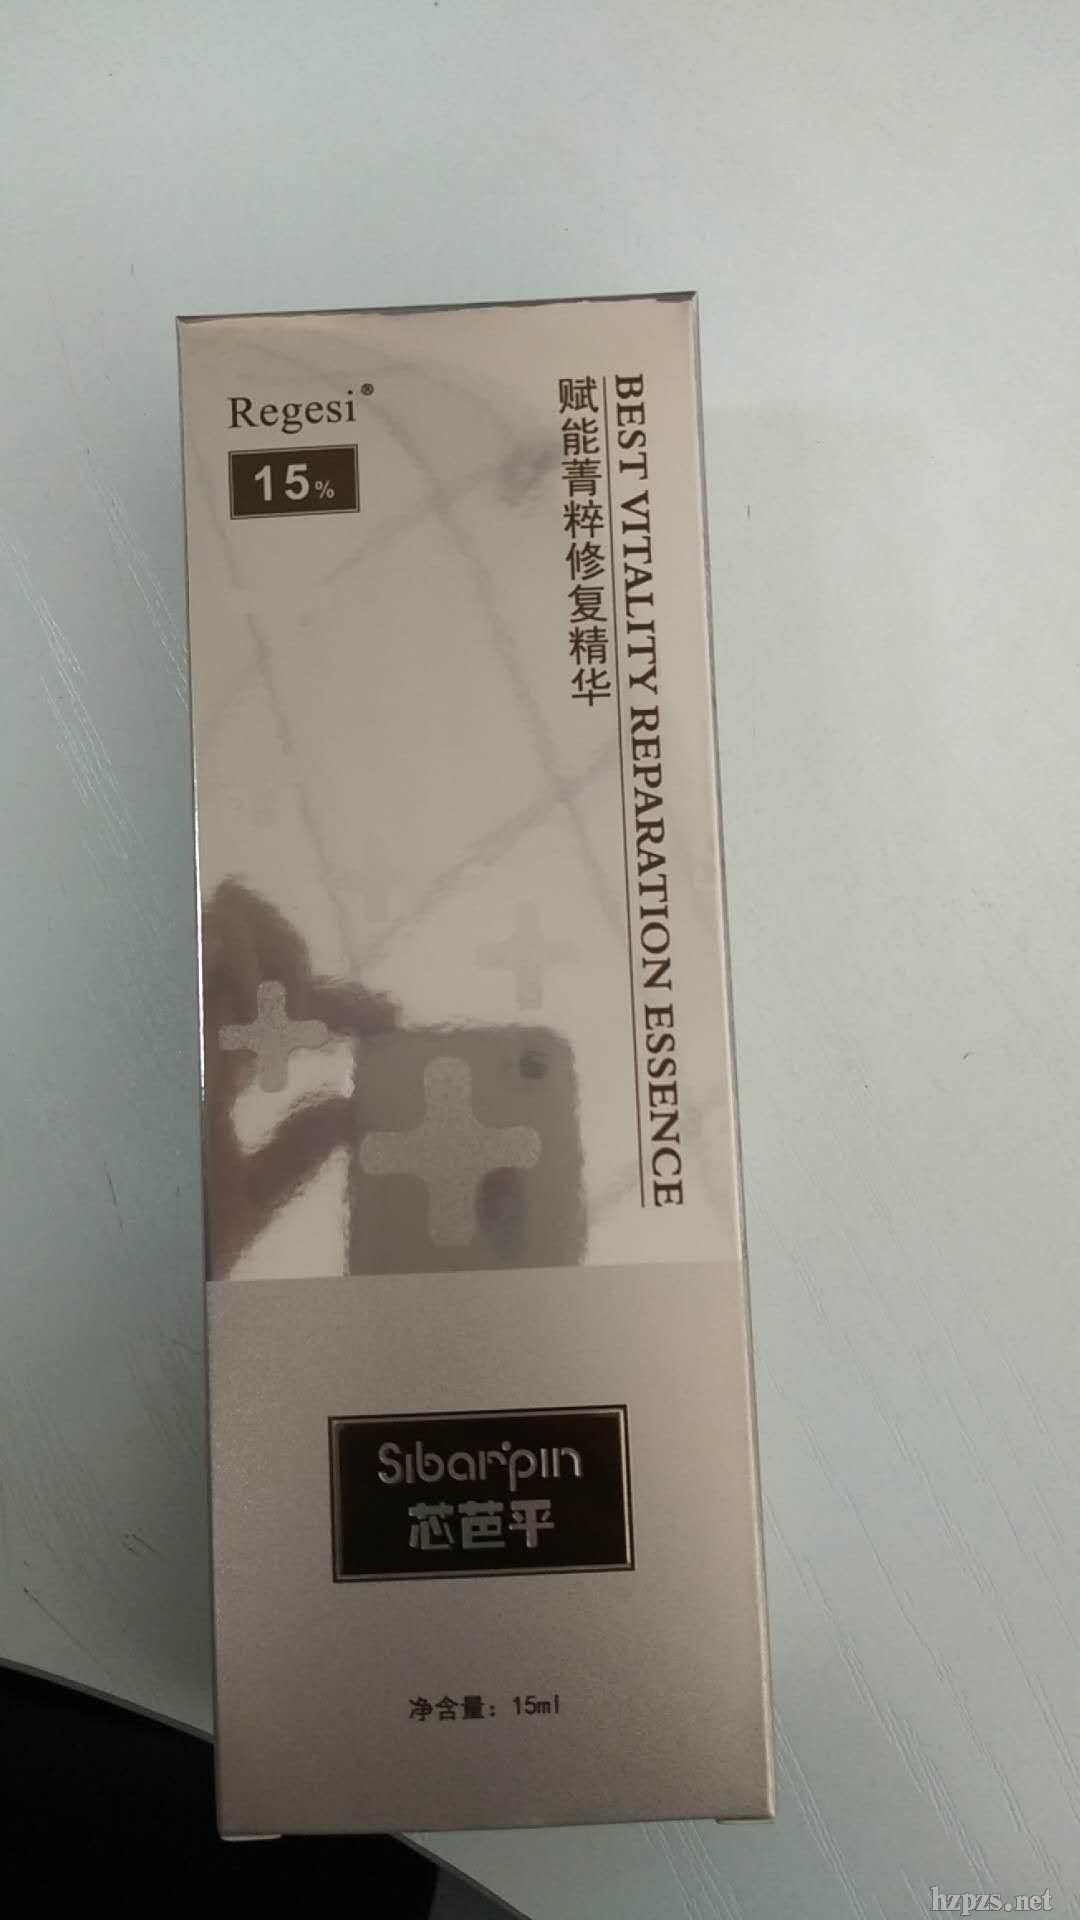 Regesi®
15%
BEST VITALITY REPARATION ESSENCE
赋能菁粹修复精华
Sibarpin
芯芭平
净含量：15ml
hzpzs.net